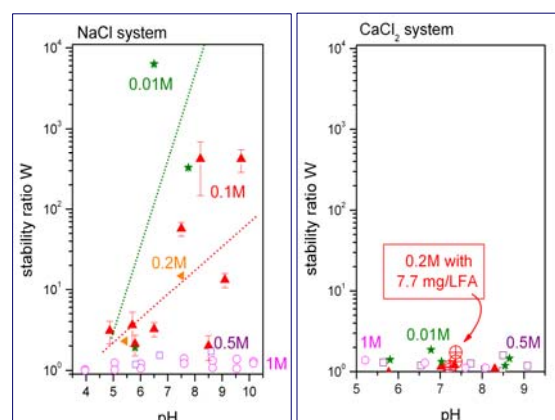 NaCl system
stability ratio W
10⁴
10³
10²
10¹
10⁰
0.01M
0.1M
0.2M
0.5M
1M
4 5 6 7 8 9 10
pH
CaCl₂ system
stability ratio W
10⁴
10³
10²
10¹
10⁰
0.2M with
7.7 mg/LFA
1M
0.01M
0.5M
5 6 7 8 9
pH